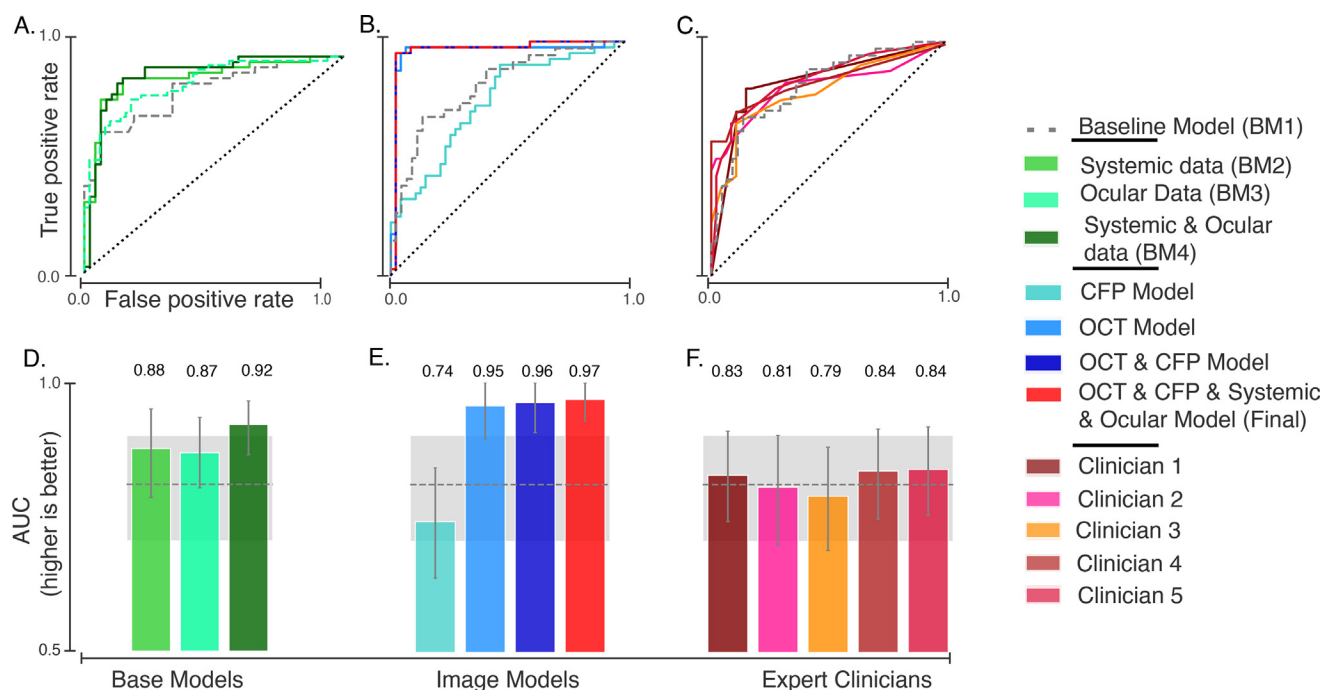 A.
B.
C.
1.0
True positive rate
0.0
0.0
False positive rate
1.0
0.0
1.0
0.0
1.0
Baseline Model (BM1)
Systemic data (BM2)
Ocular Data (BM3)
Systemic & Ocular
data (BM4)
CFP Model
OCT Model
OCT & CFP Model
OCT & CFP & Systemic
& Ocular Model (Final)
Clinician 1
Clinician 2
Clinician 3
Clinician 4
Clinician 5
D.
E.
F.
0.88
0.87
0.92
0.74
0.95
0.96
0.97
0.83
0.81
0.79
0.84
0.84
1.0
AUC
(higher is better)
0.5
Base Models
Image Models
Expert Clinicians